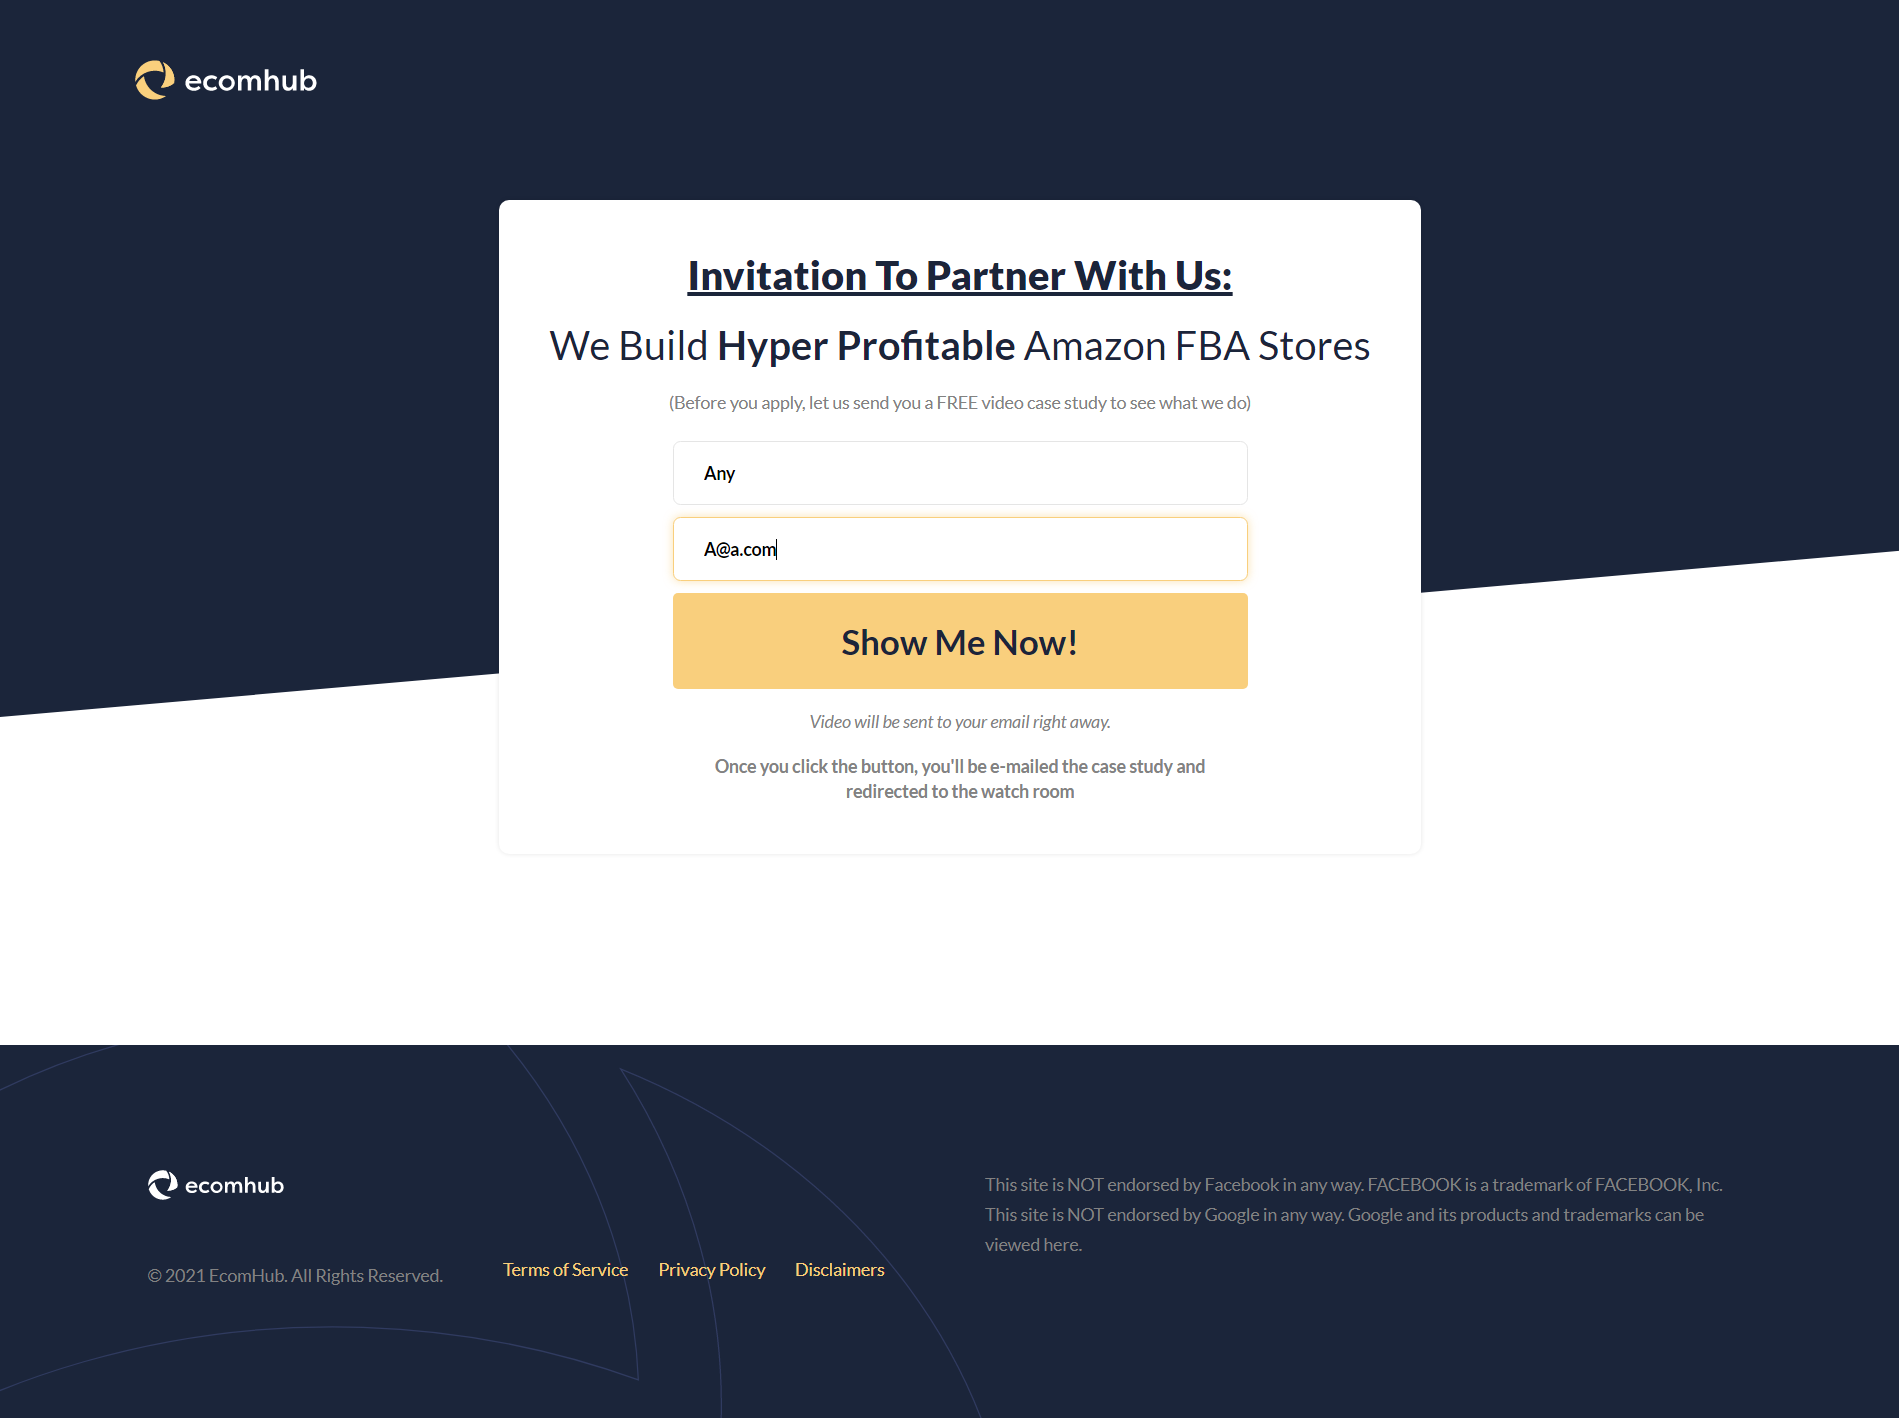 ecomhub
Invitation To Partner With Us:
We Build Hyper Profitable Amazon FBA Stores
(Before you apply, let us send you a FREE video case study to see what we do)
Any
A@a.com
Show Me Now!
Video will be sent to your email right away.
Once you click the button, you'll be e-mailed the case study and
redirected to the watch room
ecomhub
© 2021 EcomHub. All Rights Reserved.
Terms of Service
Privacy Policy
Disclaimers
This site is NOT endorsed by Facebook in any way. FACEBOOK is a trademark of FACEBOOK, Inc.
This site is NOT endorsed by Google in any way. Google and its products and trademarks can be
viewed here.